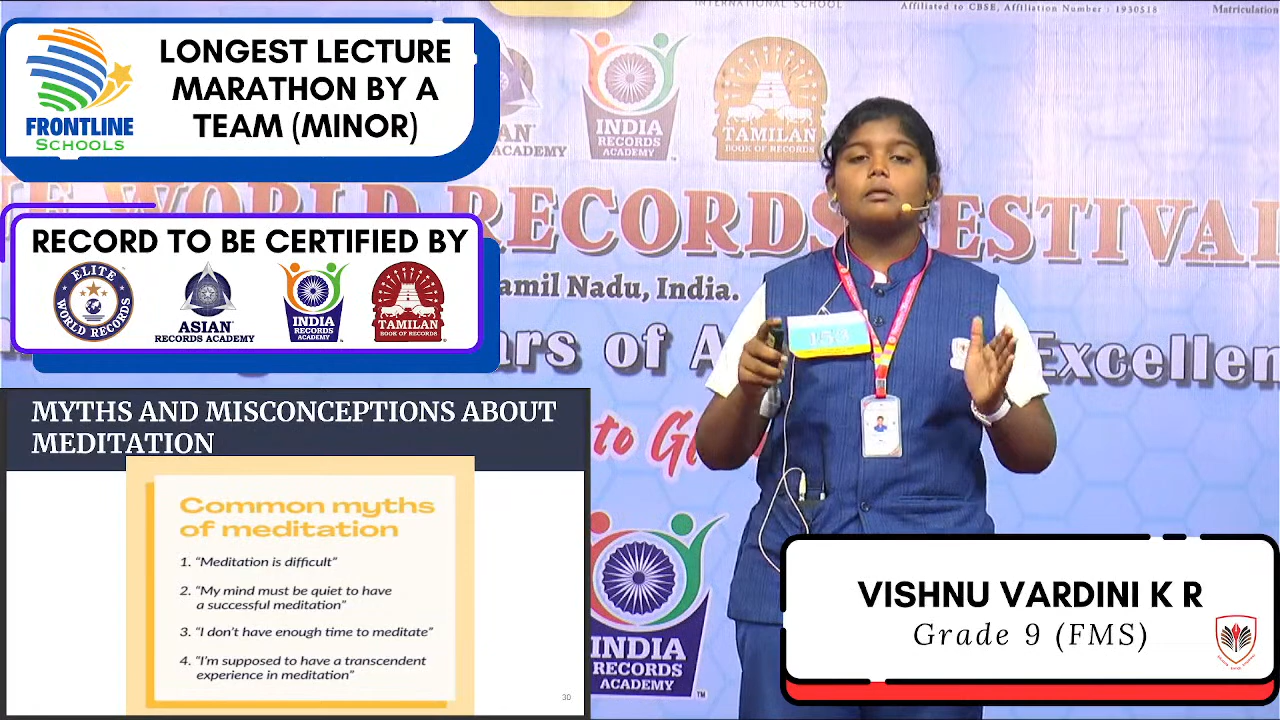 INTERNATIONAL SCHOOL
Affiliated to CBSE, Affiliation Number : 1930518
Matriculation
FRONTLINE
SCHOOLS
LONGEST LECTURE
MARATHON BY A
TEAM (MINOR)
INDIA
RECORDS
ACADEMY
TAMILAN
BOOK OF RECORDS
WORLD RECORDS FESTIVAL
amil Nadu, India.
RECORD TO BE CERTIFIED BY
ELITE
WORLD RECORDS
ASIAN
RECORDS ACADEMY
INDIA
RECORDS
ACADEMY
TAMILAN
BOOK OF RECORDS
ars of A
Excellen
to G
MYTHS AND MISCONCEPTIONS ABOUT
MEDITATION
Common myths
of meditation
1. "Meditation is difficult"
2. "My mind must be quiet to have
a successful meditation"
3. "I don't have enough time to meditate"
4. "I'm supposed to have a transcendent
experience in meditation"
30
INDIA
RECORDS
ACADEMY
TM
VISHNU VARDINI K R
Grade 9 (FMS)